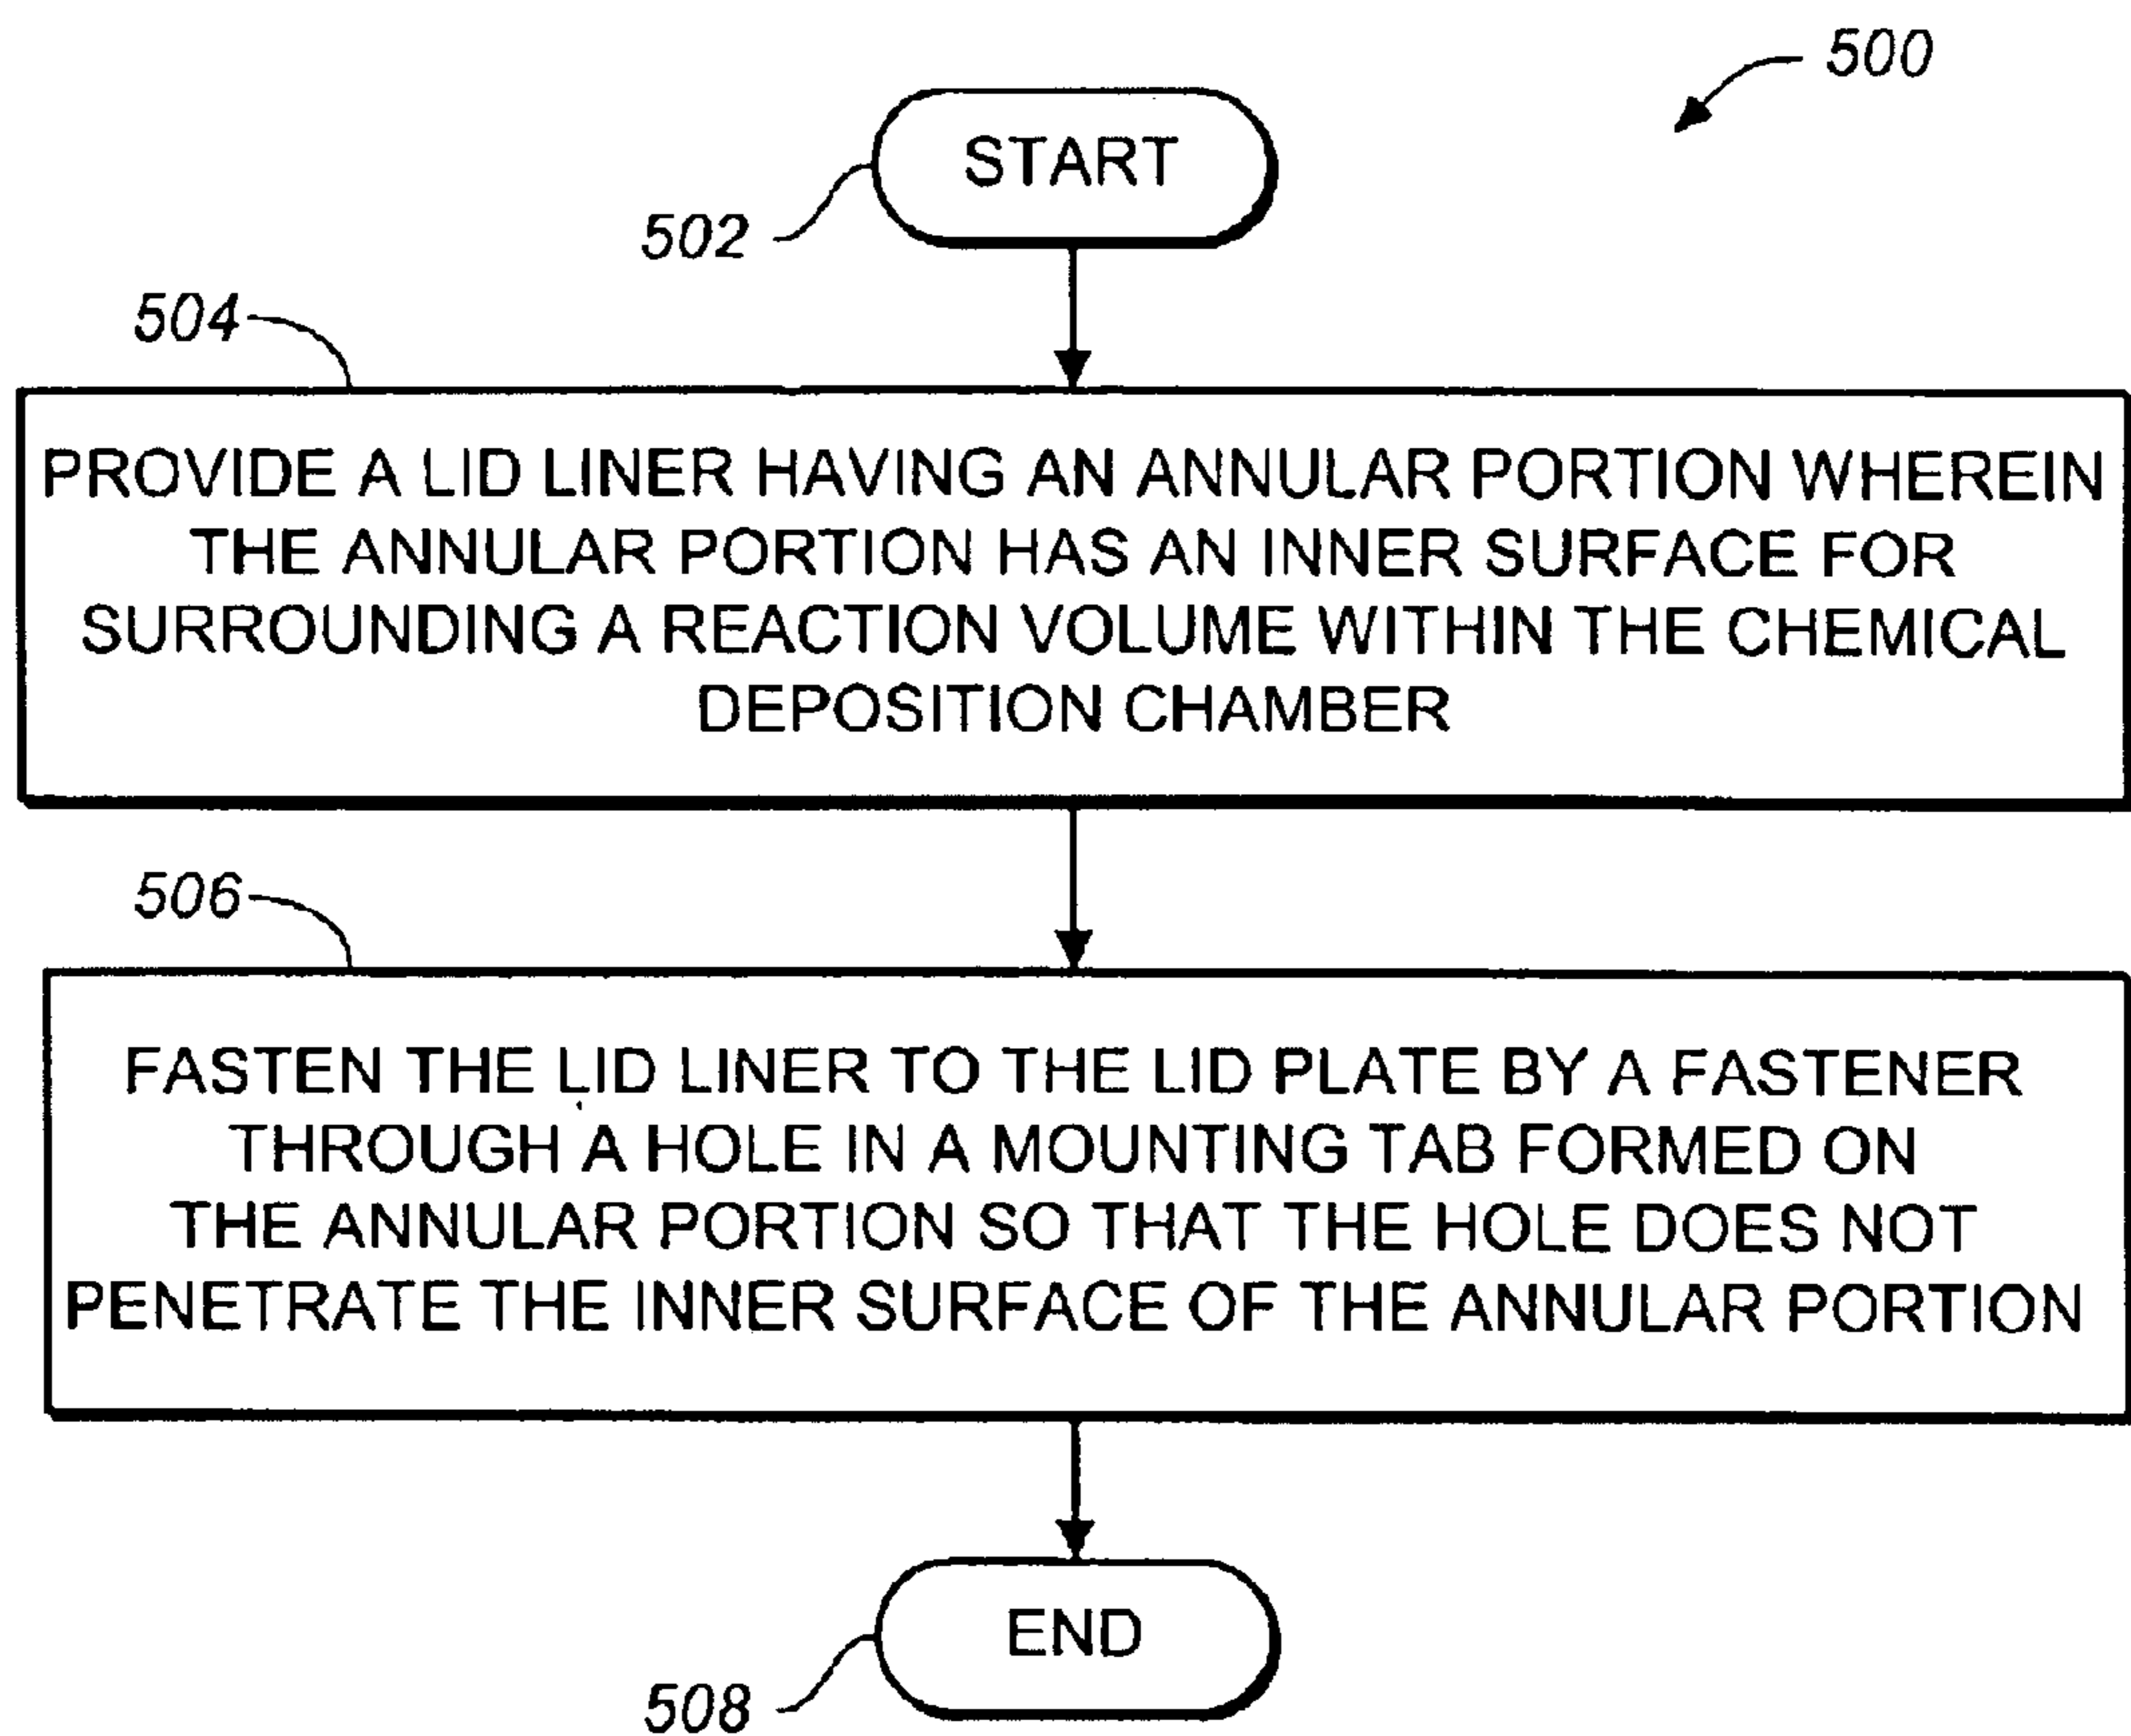 500
START
502
504
PROVIDE A LID LINER HAVING AN ANNULAR PORTION WHEREIN
THE ANNULAR PORTION HAS AN INNER SURFACE FOR
SURROUNDING A REACTION VOLUME WITHIN THE CHEMICAL
DEPOSITION CHAMBER
506
FASTEN THE LID LINER TO THE LID PLATE BY A FASTENER
THROUGH A HOLE IN A MOUNTING TAB FORMED ON
THE ANNULAR PORTION SO THAT THE HOLE DOES NOT
PENETRATE THE INNER SURFACE OF THE ANNULAR PORTION
END
508